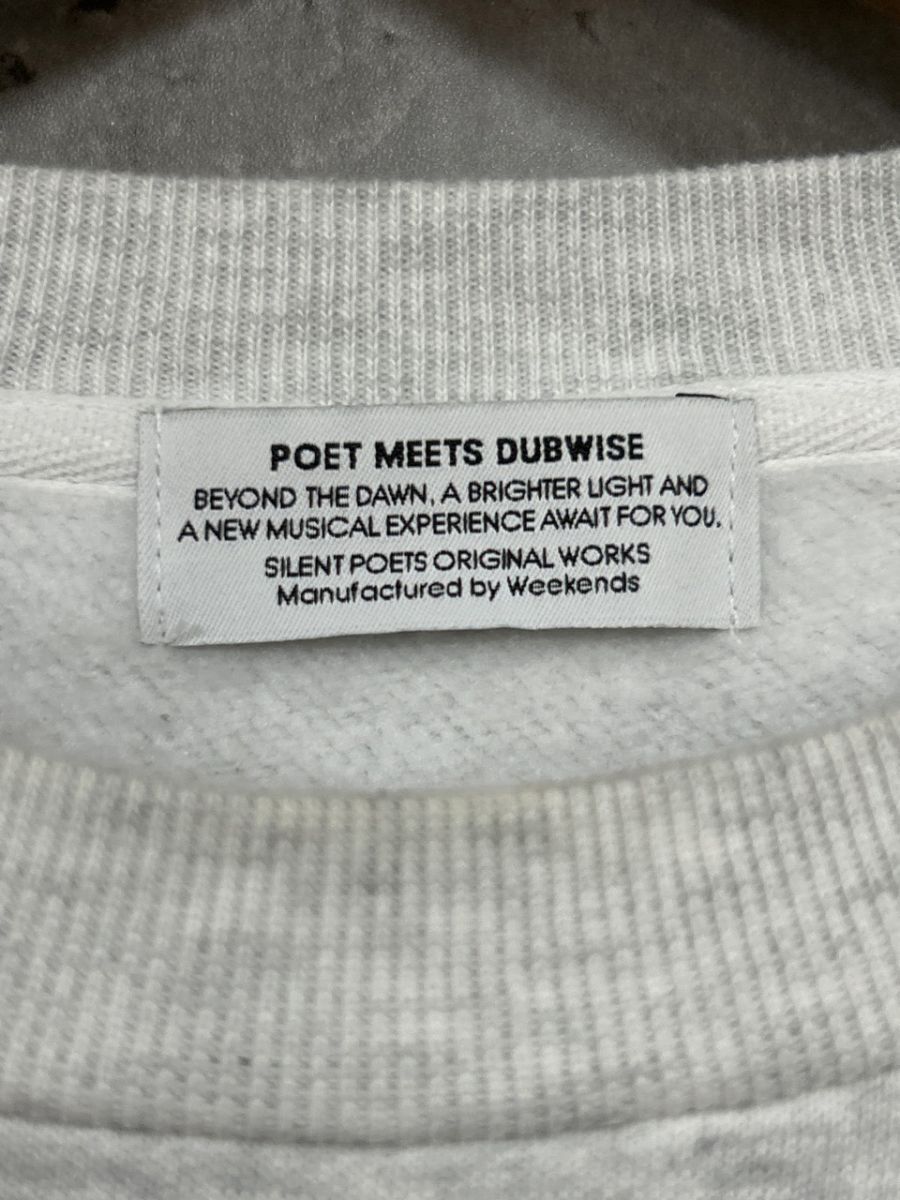 POET MEETS DUBWISE
BEYOND THE DAWN, A BRIGHTER LIGHT AND
A NEW MUSICAL EXPERIENCE AWAIT FOR YOU.
SILENT POETS ORIGINAL WORKS
Manufactured by Weekends